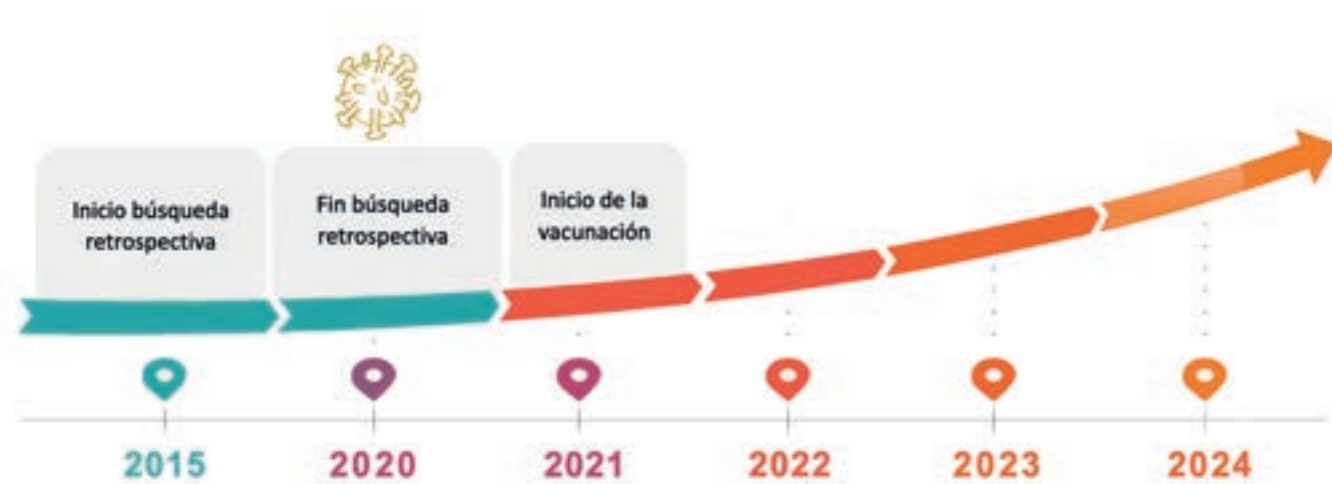 Inicio búsqueda
retrospectiva
Fin búsqueda
retrospectiva
Inicio de la
vacunación
2015
2020
2021
2022
2023
2024